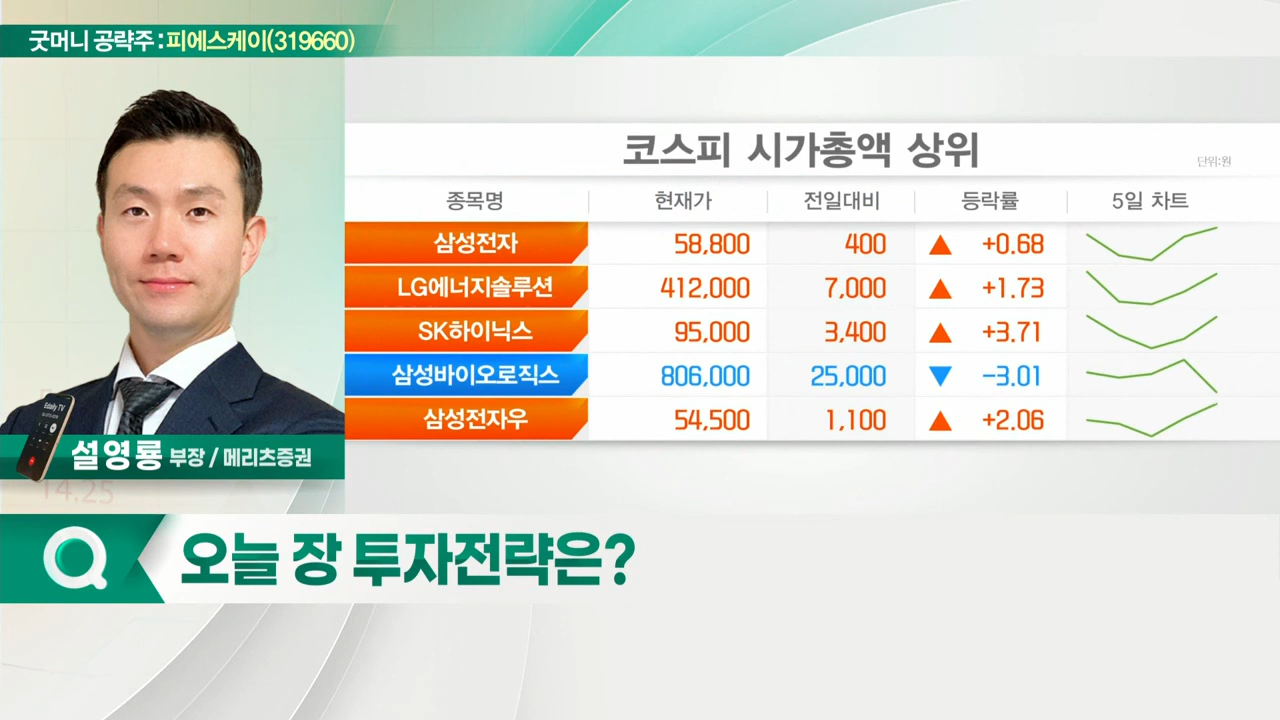 굿머니 공략주 : 피에스케이(319660)
코스피 시가총액 상위
단위:원
종목명 현재가 전일대비 등락률 5일 차트
삼성전자 58,800 400 ▲ +0.68
LG에너지솔루션 412,000 7,000 ▲ +1.73
SK하이닉스 95,000 3,400 ▲ +3.71
삼성바이오로직스 806,000 25,000 ▼ -3.01
삼성전자우 54,500 1,100 ▲ +2.06
Edaily TV
설영룡 부장 / 메리츠증권
14.25
Q 오늘 장 투자전략은?